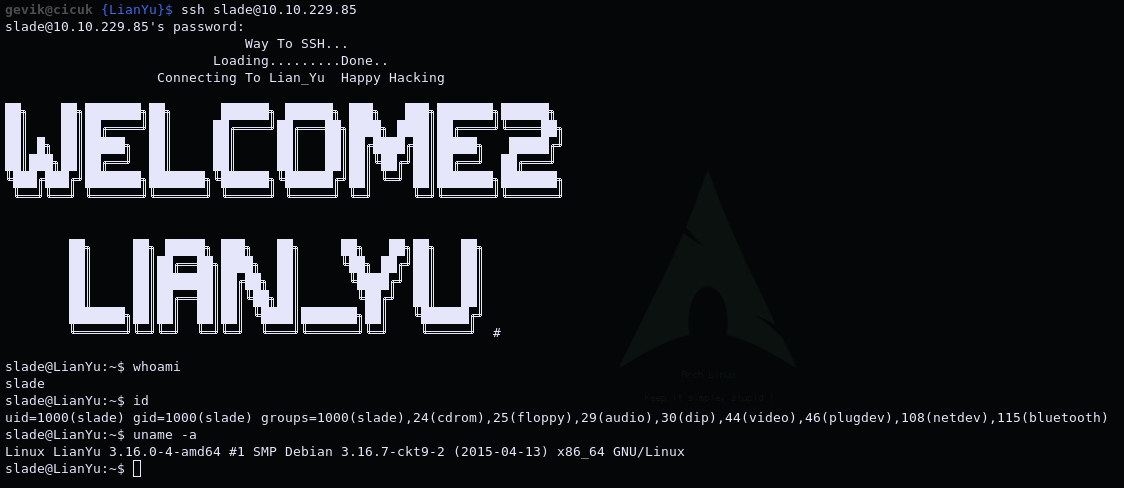 gevik@cicuk {LianYu}$ ssh slade@10.10.229.85
slade@10.10.229.85's password:
Way To SSH...
Loading.........Done..
Connecting To Lian_Yu  Happy Hacking
WELCOME2
LIAN_YU #
slade@LianYu:~$ whoami
slade
slade@LianYu:~$ id
uid=1000(slade) gid=1000(slade) groups=1000(slade),24(cdrom),25(floppy),29(audio),30(dip),44(video),46(plugdev),108(netdev),115(bluetooth)
slade@LianYu:~$ uname -a
Linux LianYu 3.16.0-4-amd64 #1 SMP Debian 3.16.7-ckt9-2 (2015-04-13) x86_64 GNU/Linux
slade@LianYu:~$